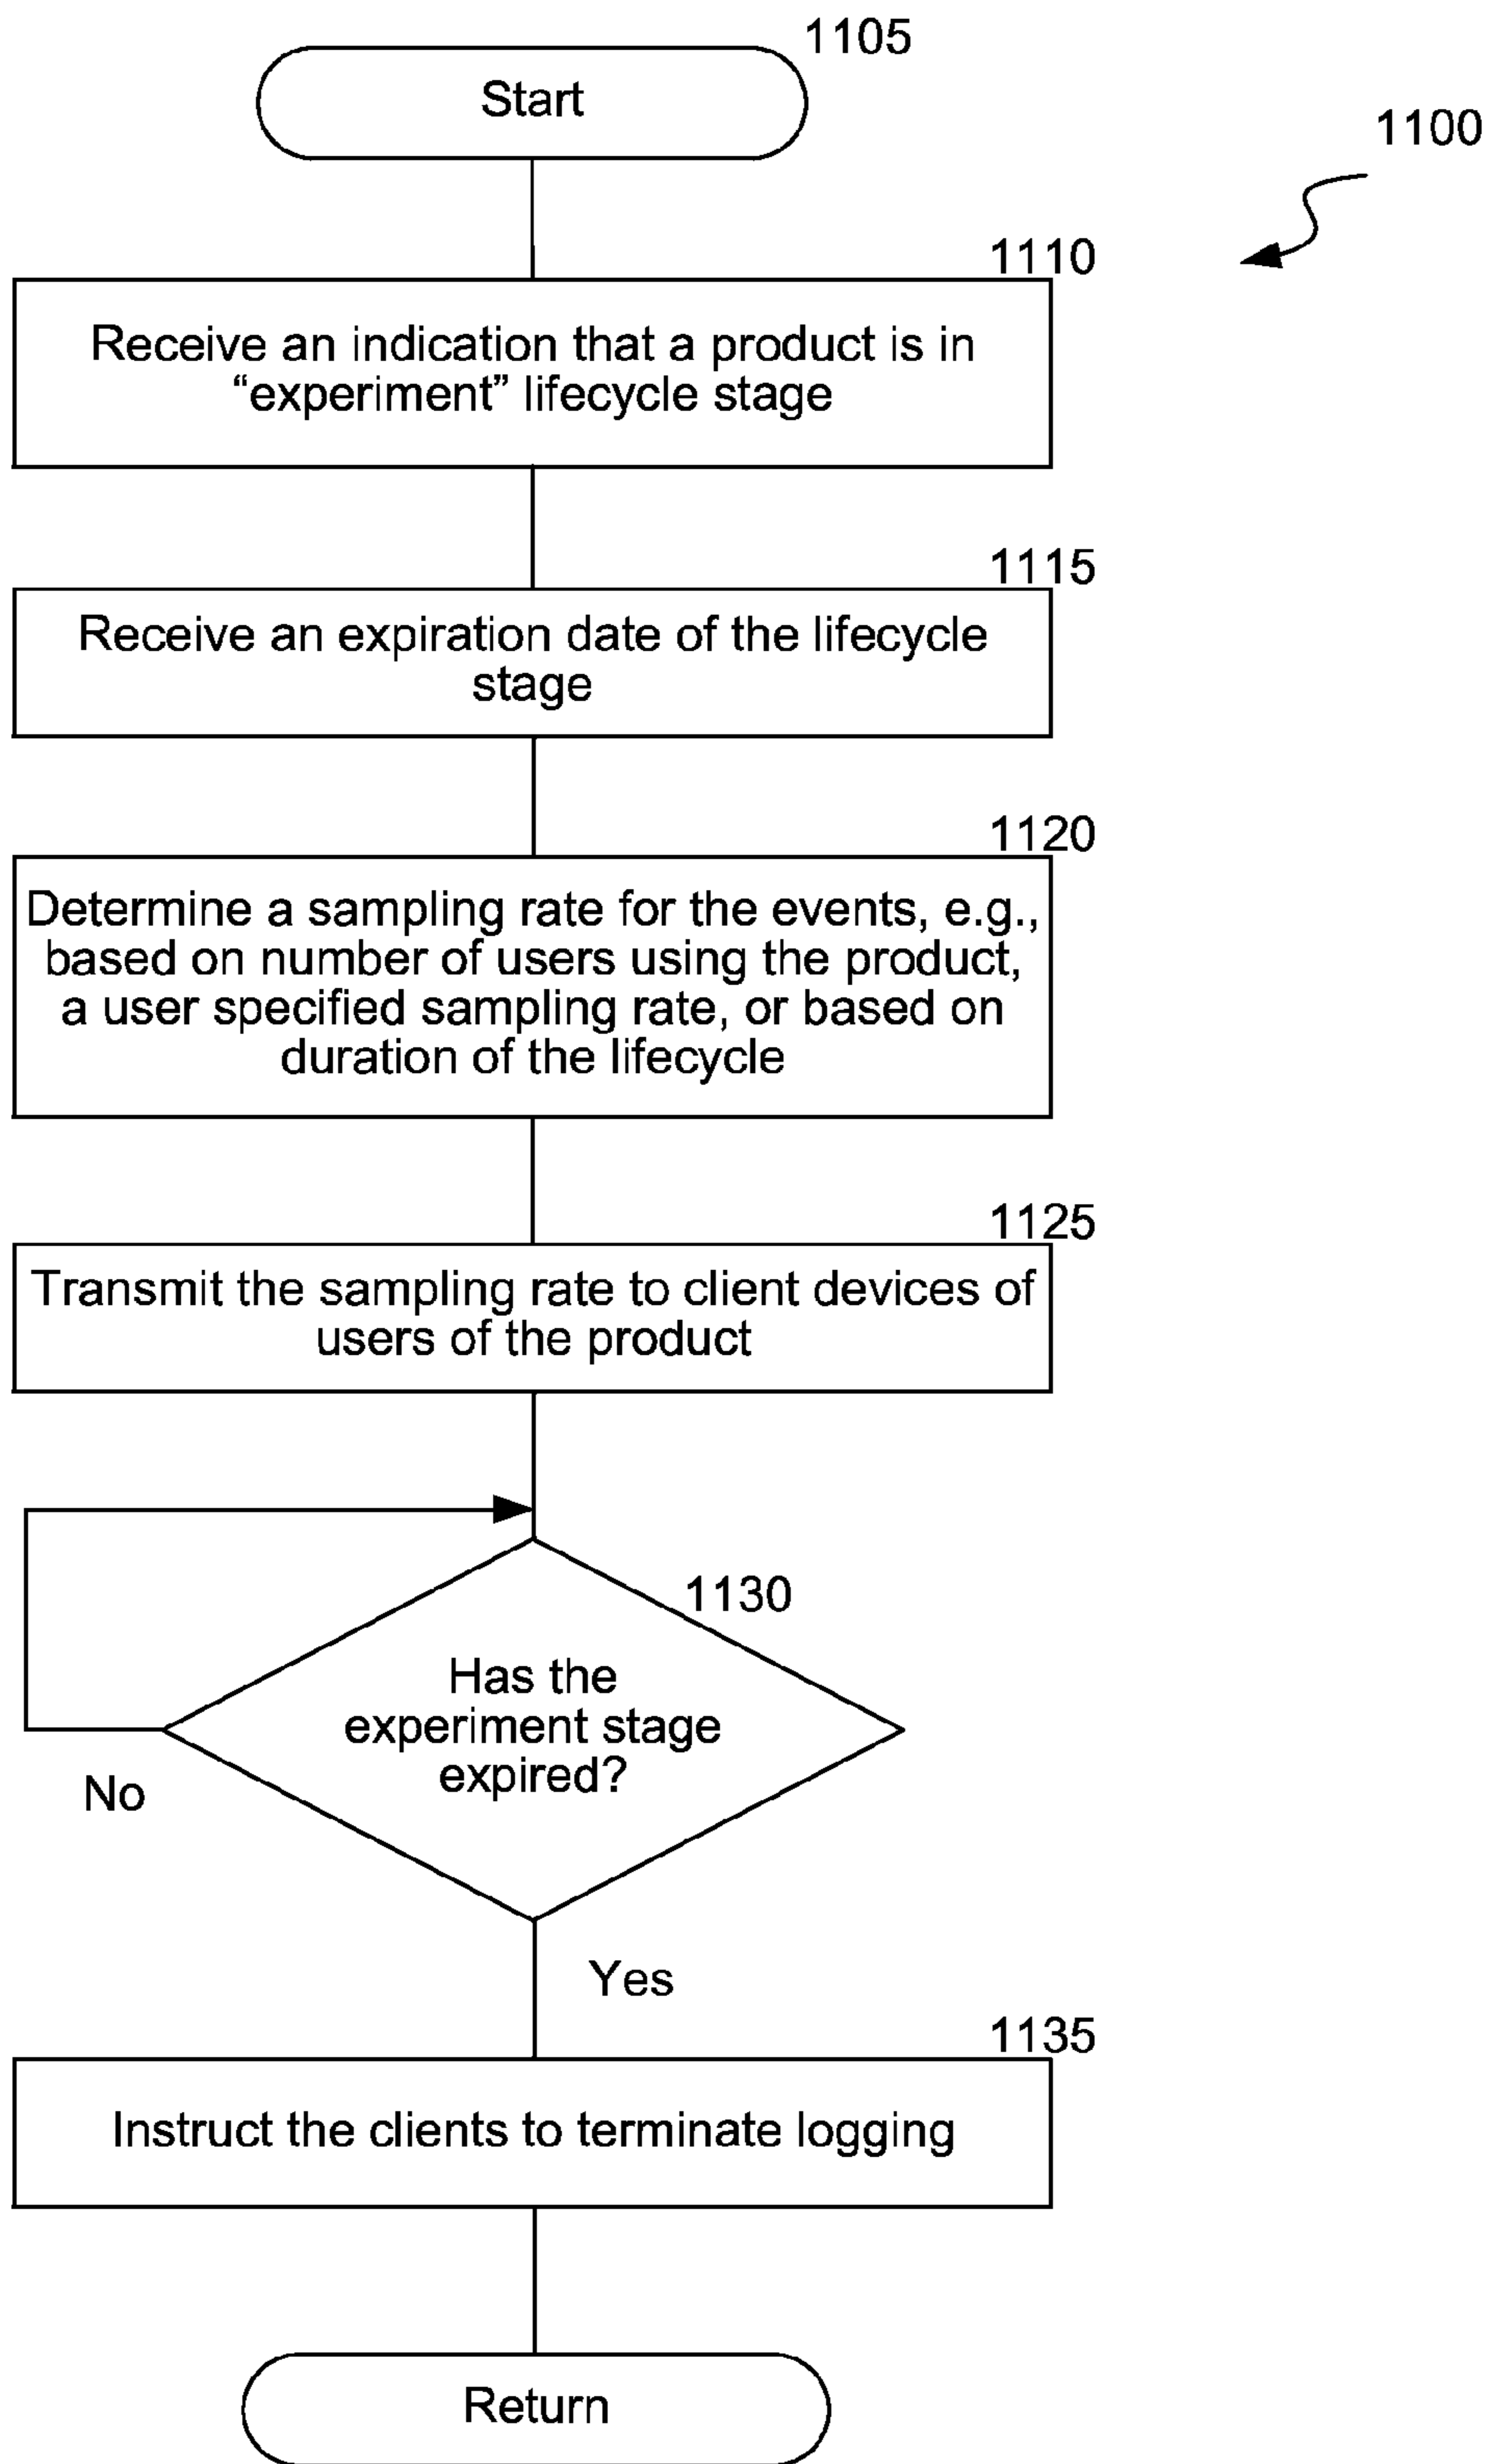 1105
Start
1100
1110
Receive an indication that a product is in
“experiment” lifecycle stage
1115
Receive an expiration date of the lifecycle
stage
1120
Determine a sampling rate for the events, e.g.,
based on number of users using the product,
a user specified sampling rate, or based on
duration of the lifecycle
1125
Transmit the sampling rate to client devices of
users of the product
1130
Has the
experiment stage
expired?
No
Yes
1135
Instruct the clients to terminate logging
Return